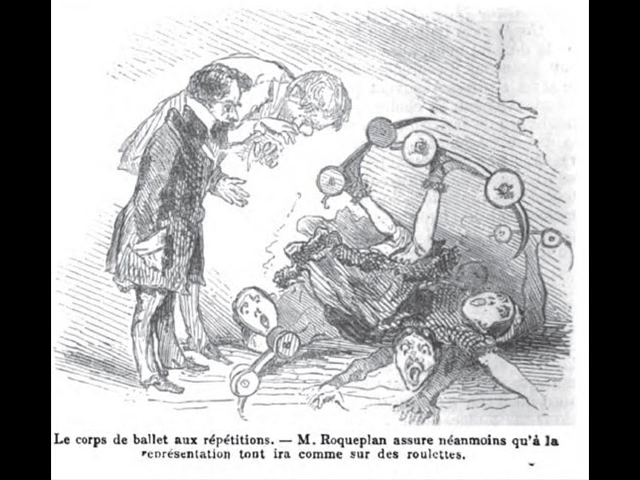 Le corps de ballet aux répétitions. — M. Roqueplan assure néanmoins qu'à la
représentation tout ira comme sur des roulettes.